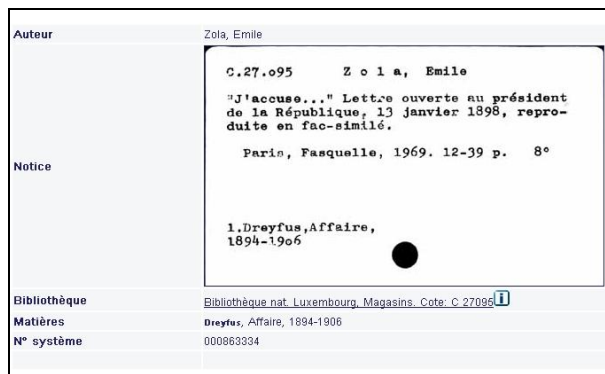 Auteur Zola, Emile
Notice
C.27.o95 Z o l a, Emile
"J'accuse..." Lettre ouverte au président
de la République, 13 janvier 1898, repro-
duite en fac-similé.
Paris, Fasquelle, 1969. 12-39 p. 8°
1.Dreyfus,Affaire,
1894-19o6
Bibliothèque Bibliothèque nat. Luxembourg, Magasins. Cote: C 27095 i
Matières Dreyfus, Affaire, 1894-1906
N° système 000863334